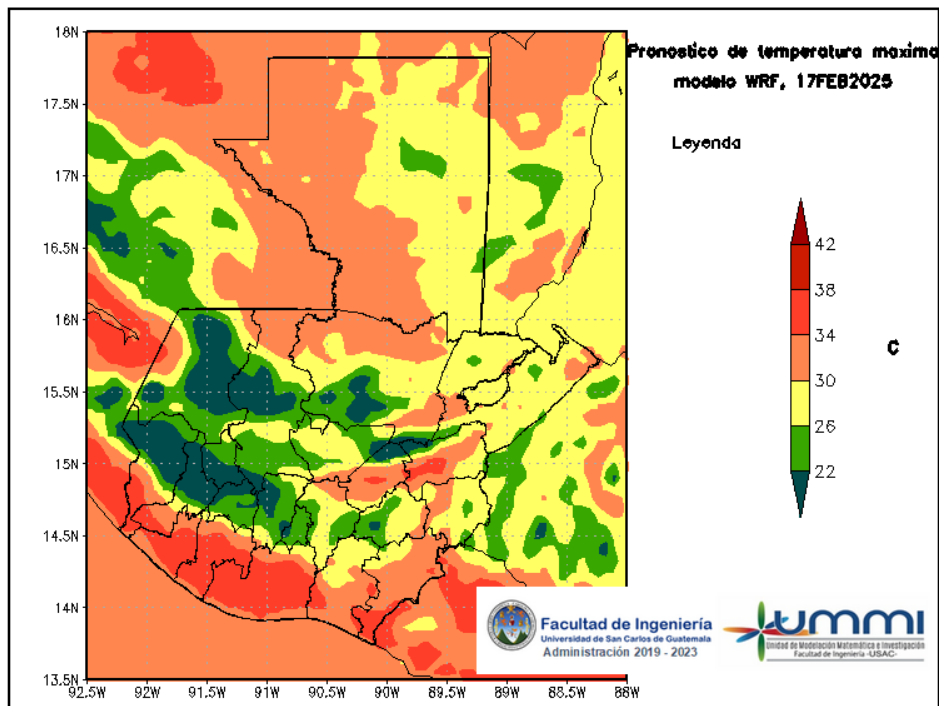 Pronostico de temperatura maxima
modelo WRF, 17FEB2025
Leyenda
42
38
34
30
26
22
C
18N
17.5N
17N
16.5N
16N
15.5N
15N
14.5N
14N
13.5N
92.5W
92W
91.5W
91W
90.5W
90W
89.5W
89W
88.5W
88W
Facultad de Ingeniería
Universidad de San Carlos de Guatemala
Administración 2019 - 2023
UMMI
Unidad de Modelación Matemática e Investigación
Facultad de Ingeniería -USAC-